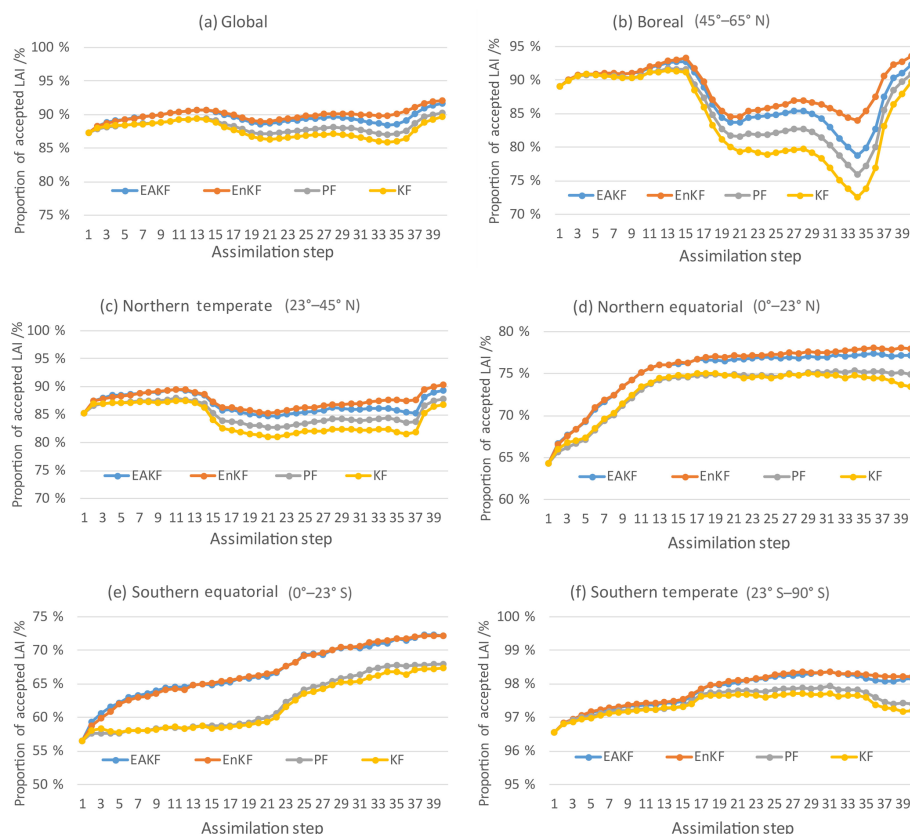 (a) Global
Proportion of accepted LAI /%
100 %
95 %
90 %
85 %
80 %
75 %
EAKF EnKF PF KF
1 3 5 7 9 11 13 15 17 19 21 23 25 27 29 31 33 35 37 39
Assimilation step
(b) Boreal (45°–65° N)
Proportion of accepted LAI /%
95 %
90 %
85 %
80 %
75 %
70 %
EAKF EnKF PF KF
1 3 5 7 9 11 13 15 17 19 21 23 25 27 29 31 33 35 37 39
Assimilation step
(c) Northern temperate (23°–45° N)
Proportion of accepted LAI /%
100 %
95 %
90 %
85 %
80 %
75 %
70 %
EAKF EnKF PF KF
1 3 5 7 9 11 13 15 17 19 21 23 25 27 29 31 33 35 37 39
Assimilation step
(d) Northern equatorial (0°–23° N)
Proportion of accepted LAI /%
80 %
75 %
70 %
65 %
60 %
EAKF EnKF PF KF
1 3 5 7 9 11 13 15 17 19 21 23 25 27 29 31 33 35 37 39
Assimilation step
(e) Southern equatorial (0°–23° S)
Proportion of accepted LAI /%
75 %
70 %
65 %
60 %
55 %
50 %
EAKF EnKF PF KF
1 3 5 7 9 11 13 15 17 19 21 23 25 27 29 31 33 35 37 39
Assimilation step
(f) Southern temperate (23° S–90° S)
Proportion of accepted LAI /%
100 %
99 %
98 %
97 %
96 %
95 %
EAKF EnKF PF KF
1 3 5 7 9 11 13 15 17 19 21 23 25 27 29 31 33 35 37 39
Assimilation step